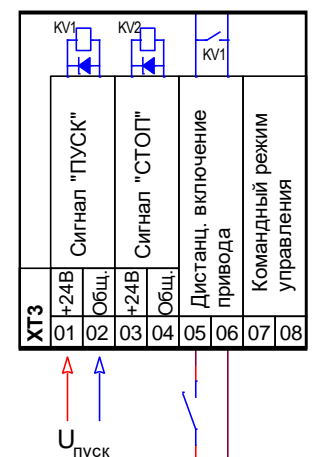 KV1
KV2
KV1
Сигнал "ПУСК"
Сигнал "СТОП"
Дистанц. включение
привода
Командный режим
управления
+24В
Общ.
+24В
Общ.
ХТ3
01 02 03 04 05 06 07 08
Uпуск